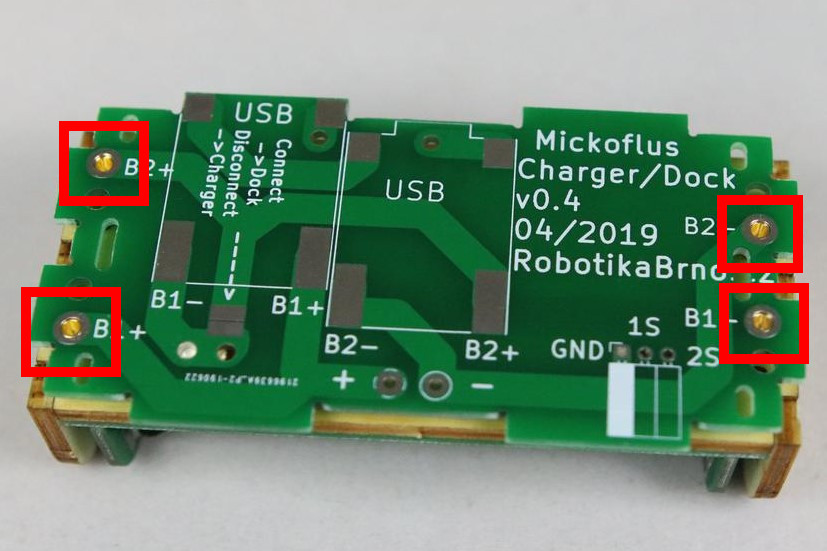 USB
Connect
->Dock
Disconnect
->Charger
----->
USB
Mickoflus
Charger/Dock
v0.4
04/2019
B2+
B2-
B1+
B1-
B1-
B1+
B2-
B2+
GND
1S
2S
+
-